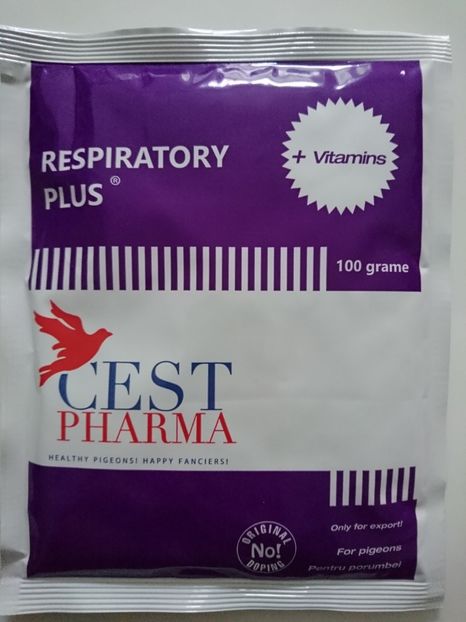 RESPIRATORY
PLUS ®
+ Vitamins
100 grame
CEST
PHARMA
HEALTHY PIGEONS! HAPPY FANCIERS!
Only for export!
ORIGINAL
No!
DOPING
For pigeons
Pentru porumbei